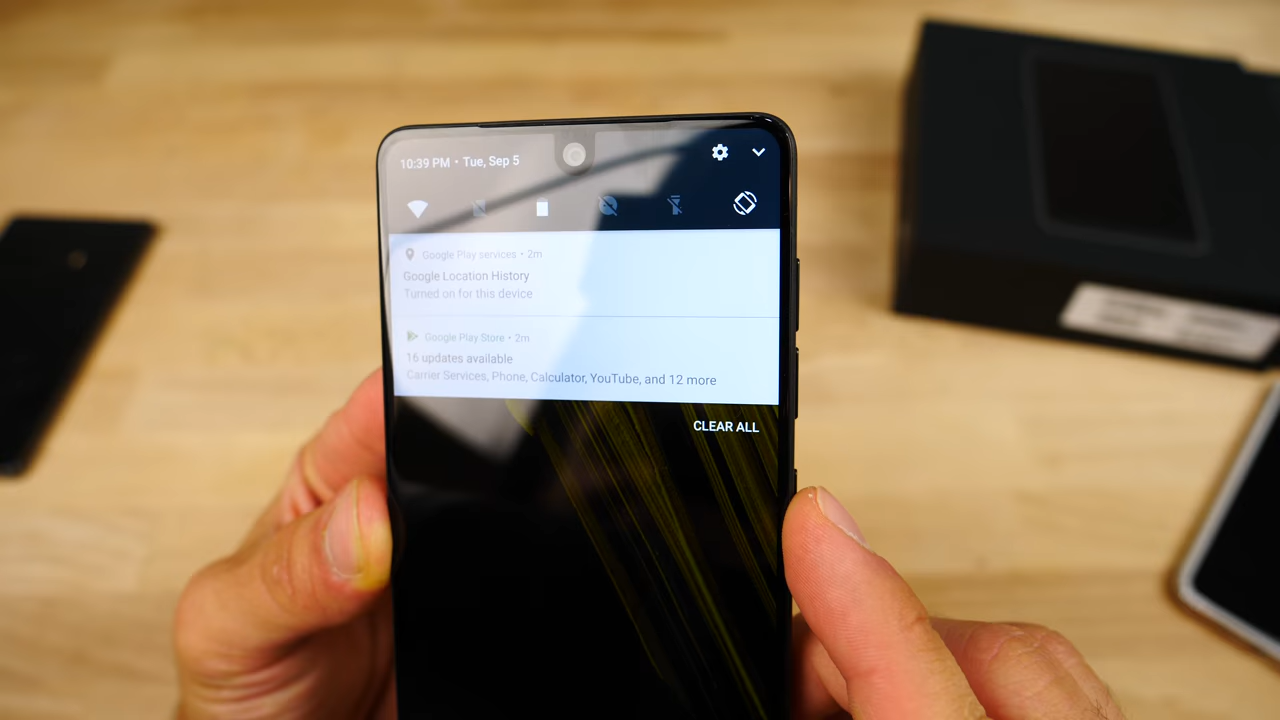 10:39 PM • Tue, Sep 5
Google Play services • 2m
Google Location History
Turned on for this device
Google Play Store • 2m
16 updates available
Carrier Services, Phone, Calculator, YouTube, and 12 more
CLEAR ALL